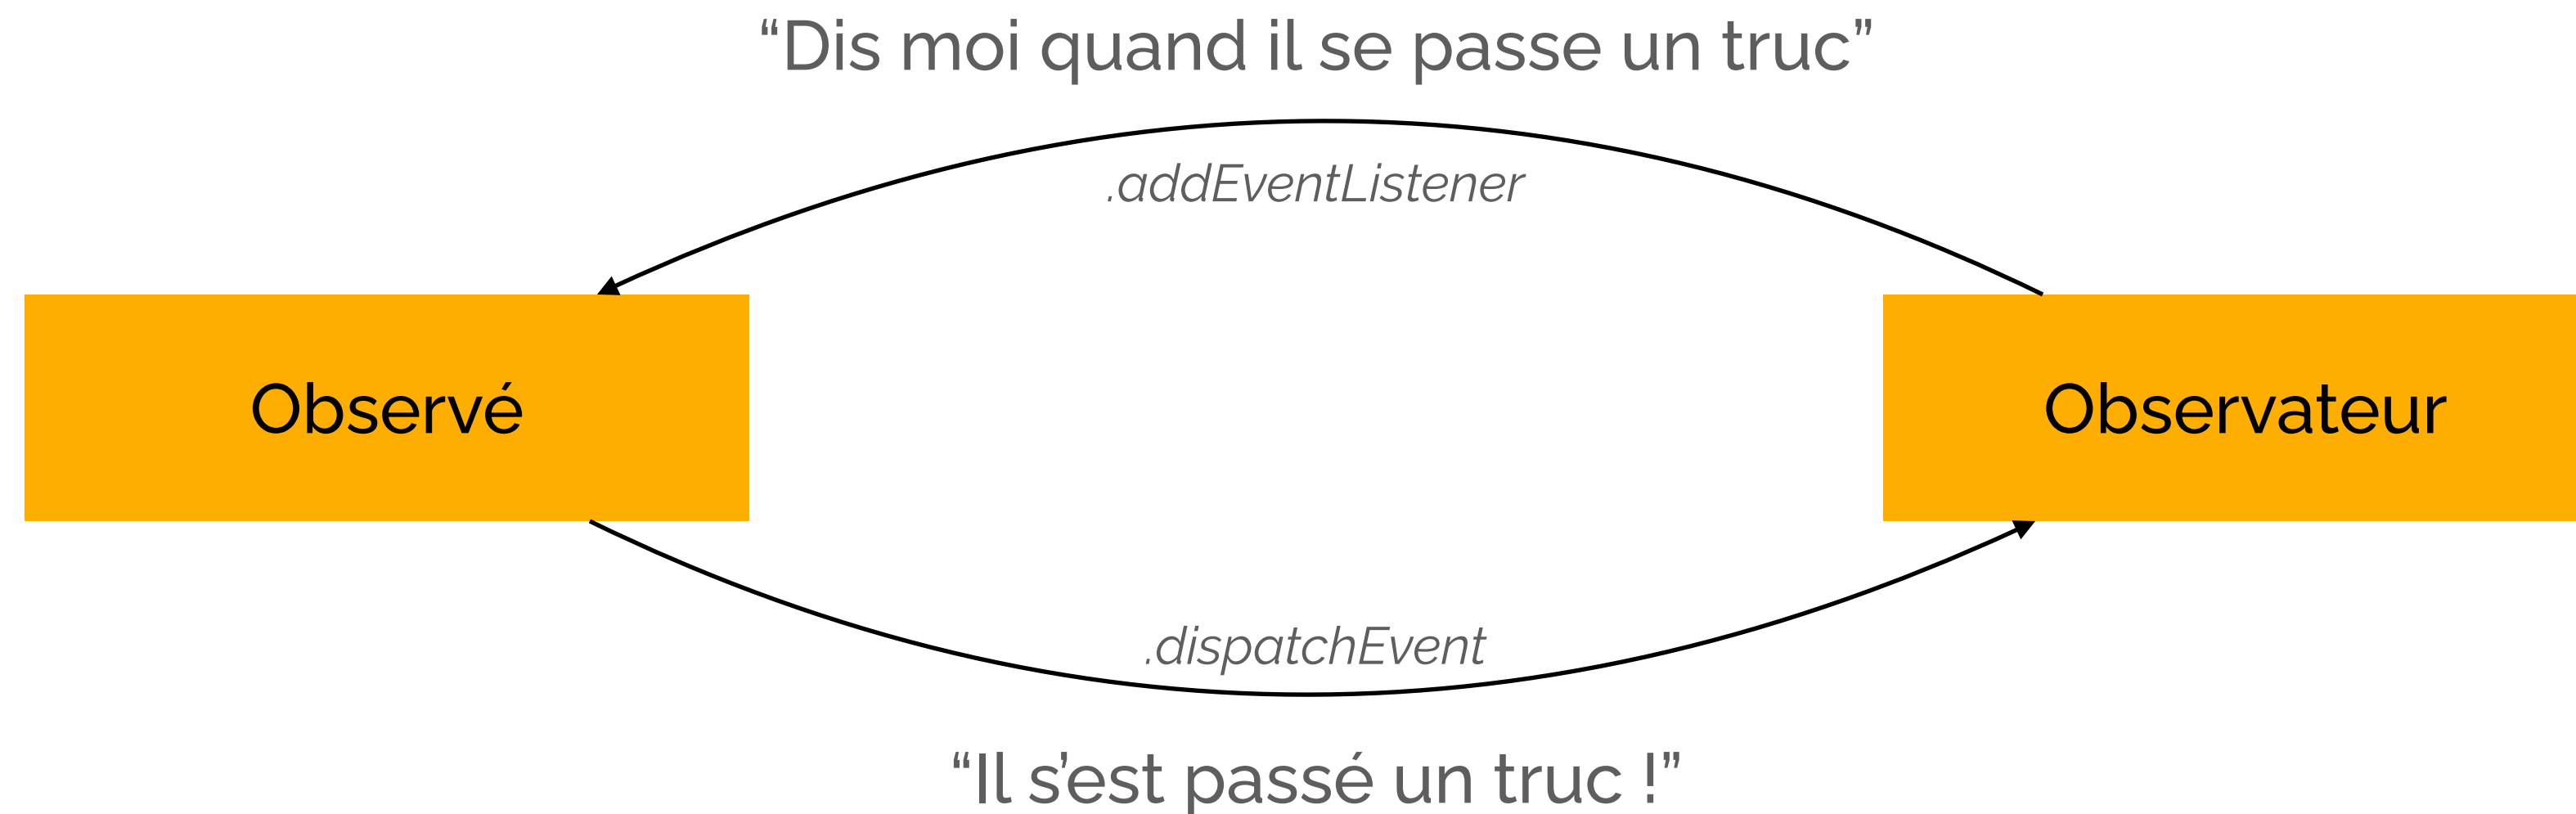 “Dis moi quand il se passe un truc”
.addEventListener
Observé
Observateur
.dispatchEvent
“Il s’est passé un truc !”